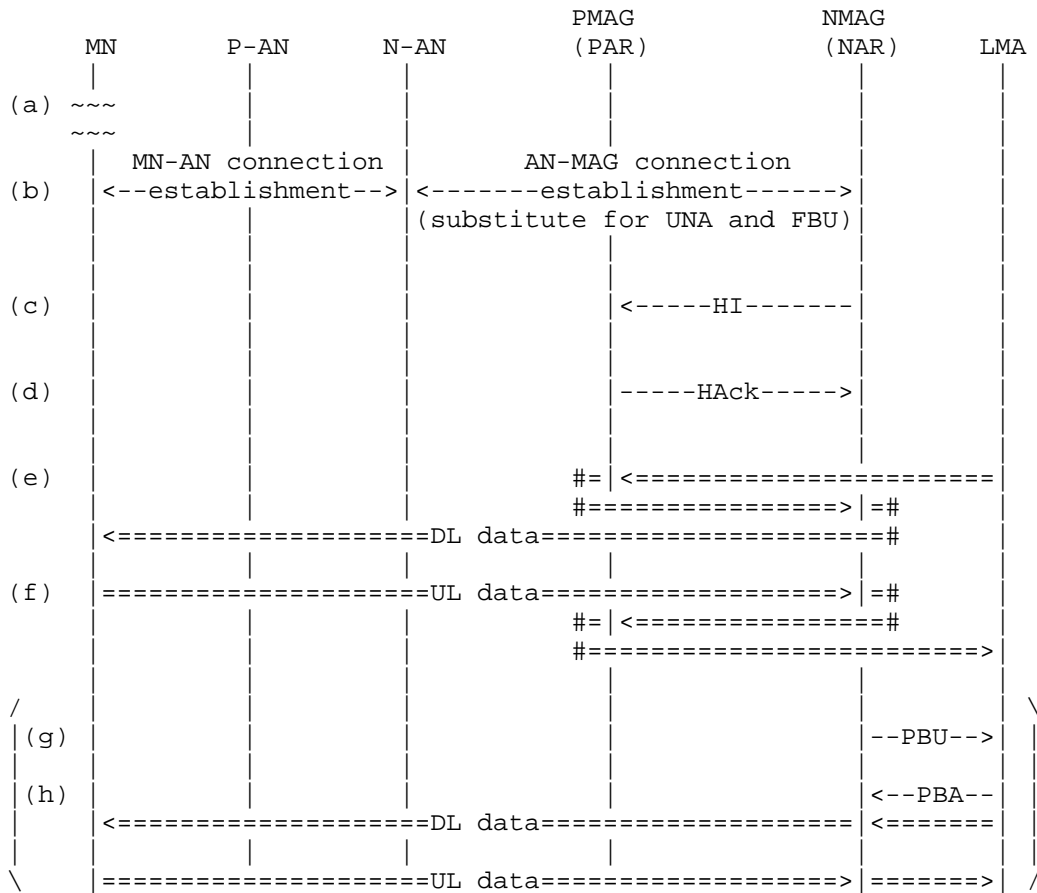 PMAG NMAG
MN P-AN N-AN (PAR) (NAR) LMA
(a) ~~~
~~~
MN-AN connection AN-MAG connection
(b) <--establishment--> <-------establishment------>
(substitute for UNA and FBU)
(c) <-----HI-------
(d) -----HAck----->
(e) #=|<=======================
#================>|=#
<====================DL data======================#
(f) =====================UL data===================>|=#
#=|<================#
#=========================>
(g) --PBU-->
(h) <--PBA--
<====================DL data====================|<=======
=====================UL data===================>|=======>